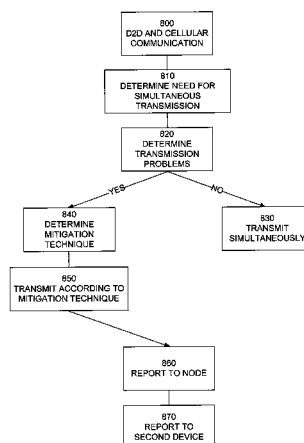 800
D2D AND CELLULAR
COMMUNICATION
810
DETERMINE NEED FOR
SIMULTANEOUS
TRANSMISSION
820
DETERMINE
TRANSMISSION
PROBLEMS
YES
NO
840
DETERMINE
MITIGATION
TECHNIQUE
830
TRANSMIT
SIMULTANEOUSLY
850
TRANSMIT ACCORDING TO
MITIGATION TECHNIQUE
860
REPORT TO NODE
870
REPORT TO
SECOND DEVICE